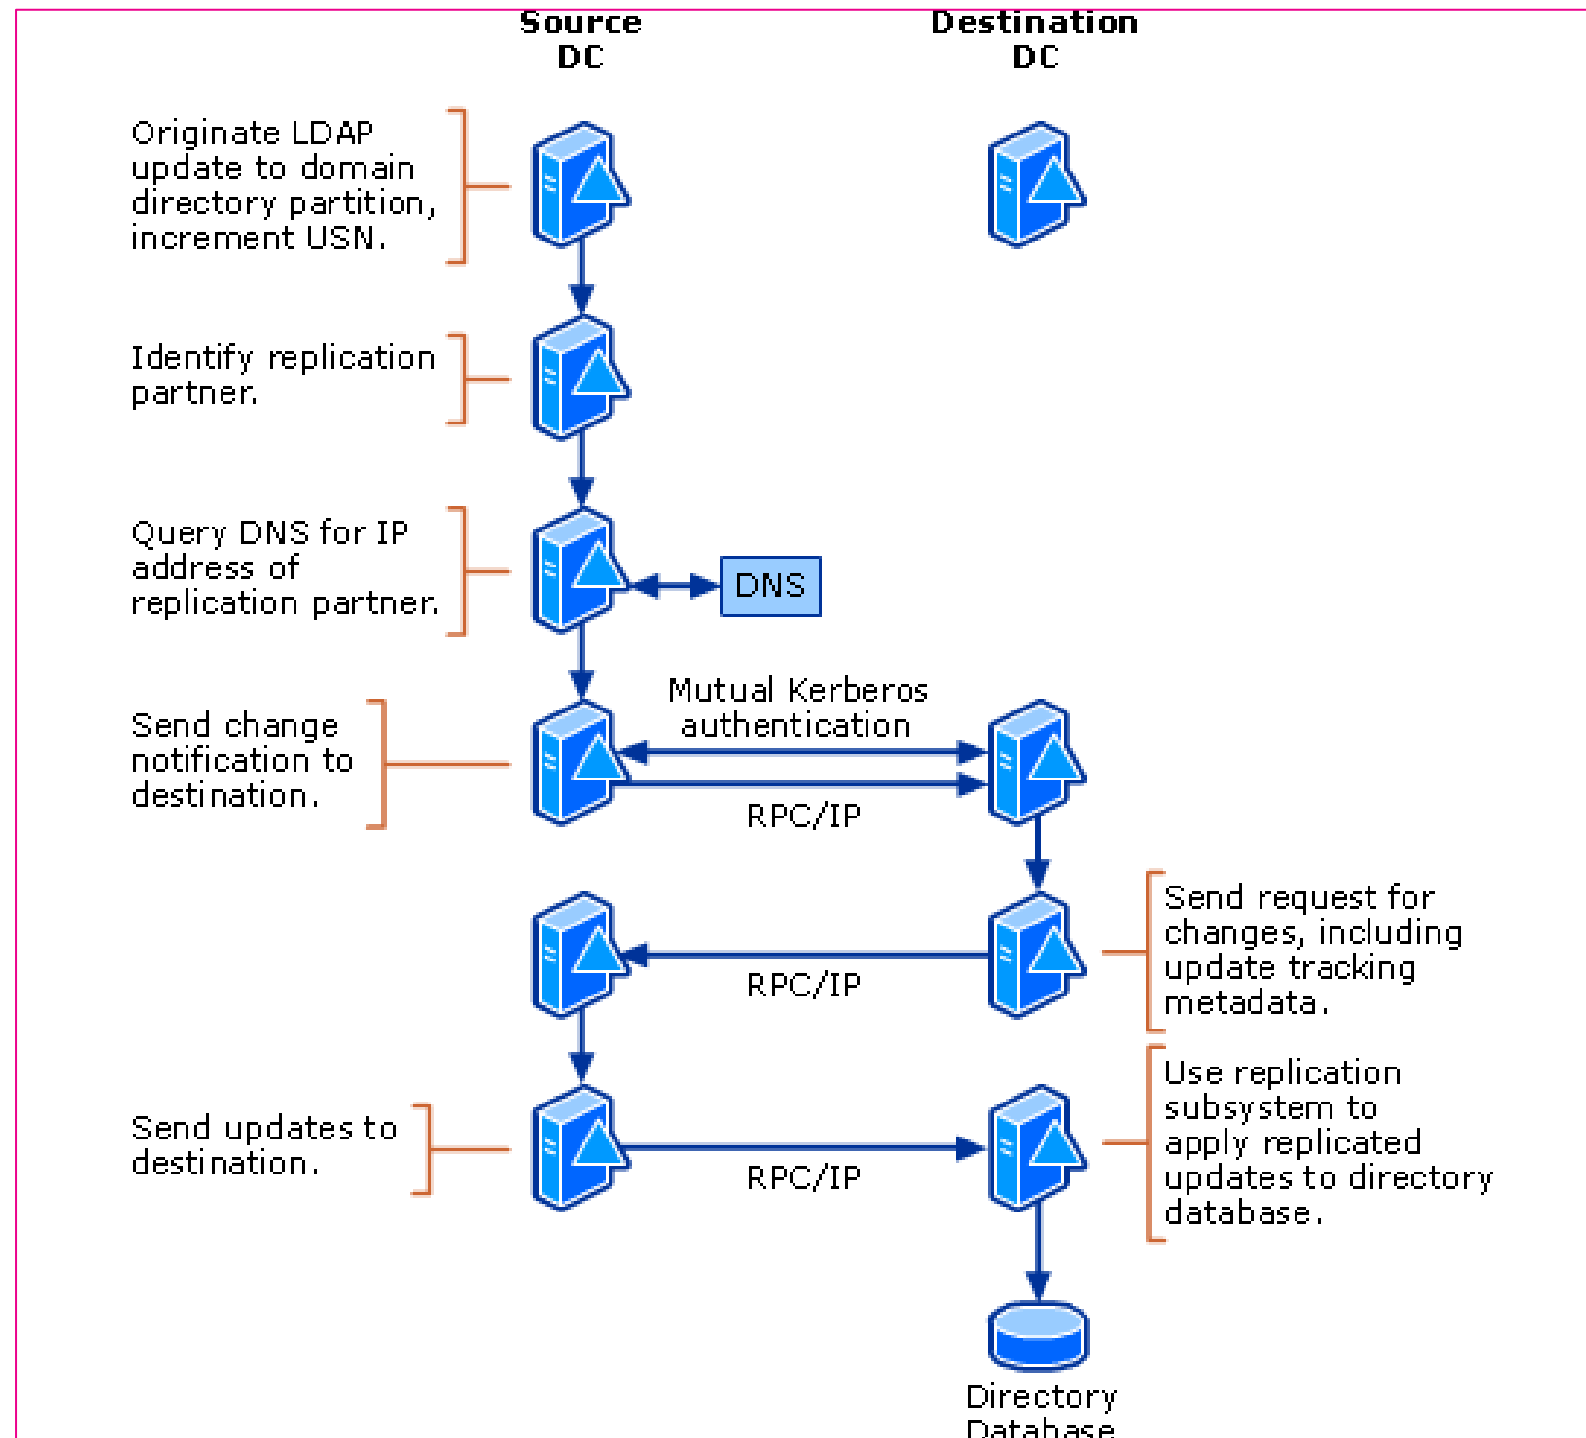 Source
DC
Destination
DC
Originate LDAP
update to domain
directory partition,
increment USN.
Identify replication
partner.
Query DNS for IP
address of
replication partner.
DNS
Mutual Kerberos
authentication
Send change
notification to
destination.
RPC/IP
Send request for
changes, including
update tracking
metadata.
RPC/IP
Use replication
subsystem to
apply replicated
updates to directory
database.
Send updates to
destination.
RPC/IP
Directory
Database